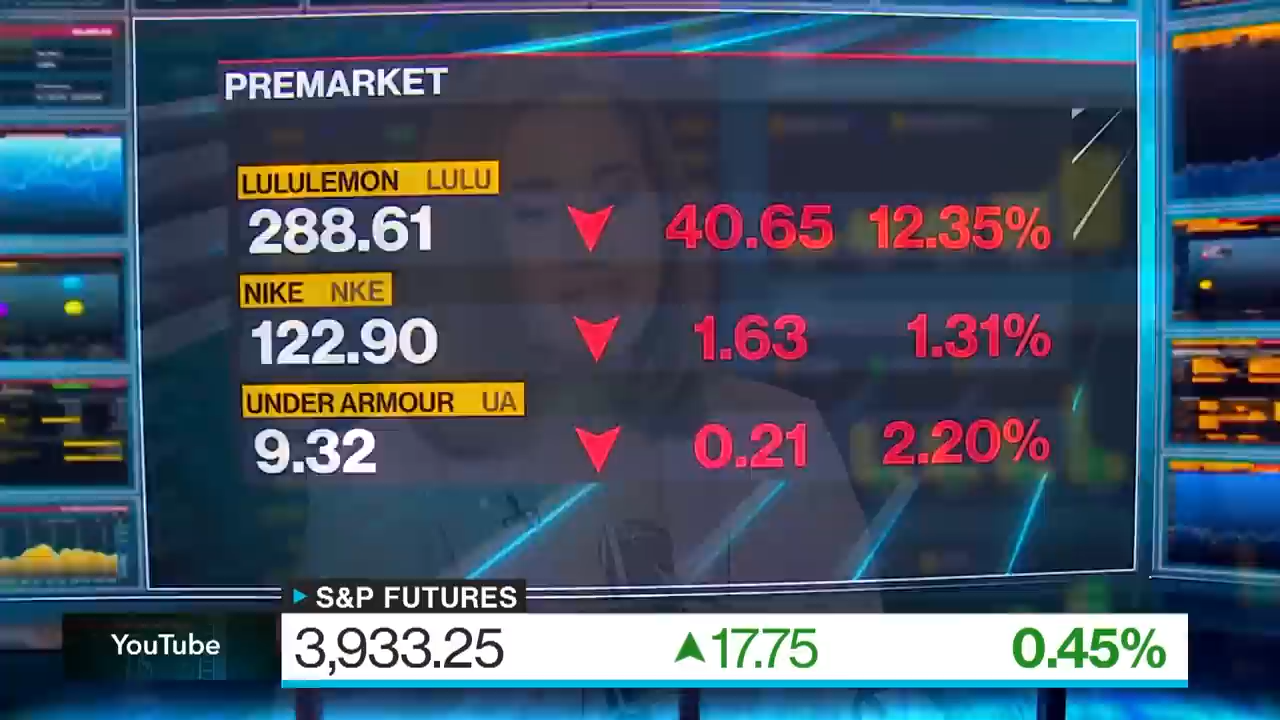 PREMARKET
LULULEMON LULU
288.61 ▼ 40.65 12.35%
NIKE NKE
122.90 ▼ 1.63 1.31%
UNDER ARMOUR UA
9.32 ▼ 0.21 2.20%
S&P FUTURES
YouTube 3,933.25 ▲17.75 0.45%